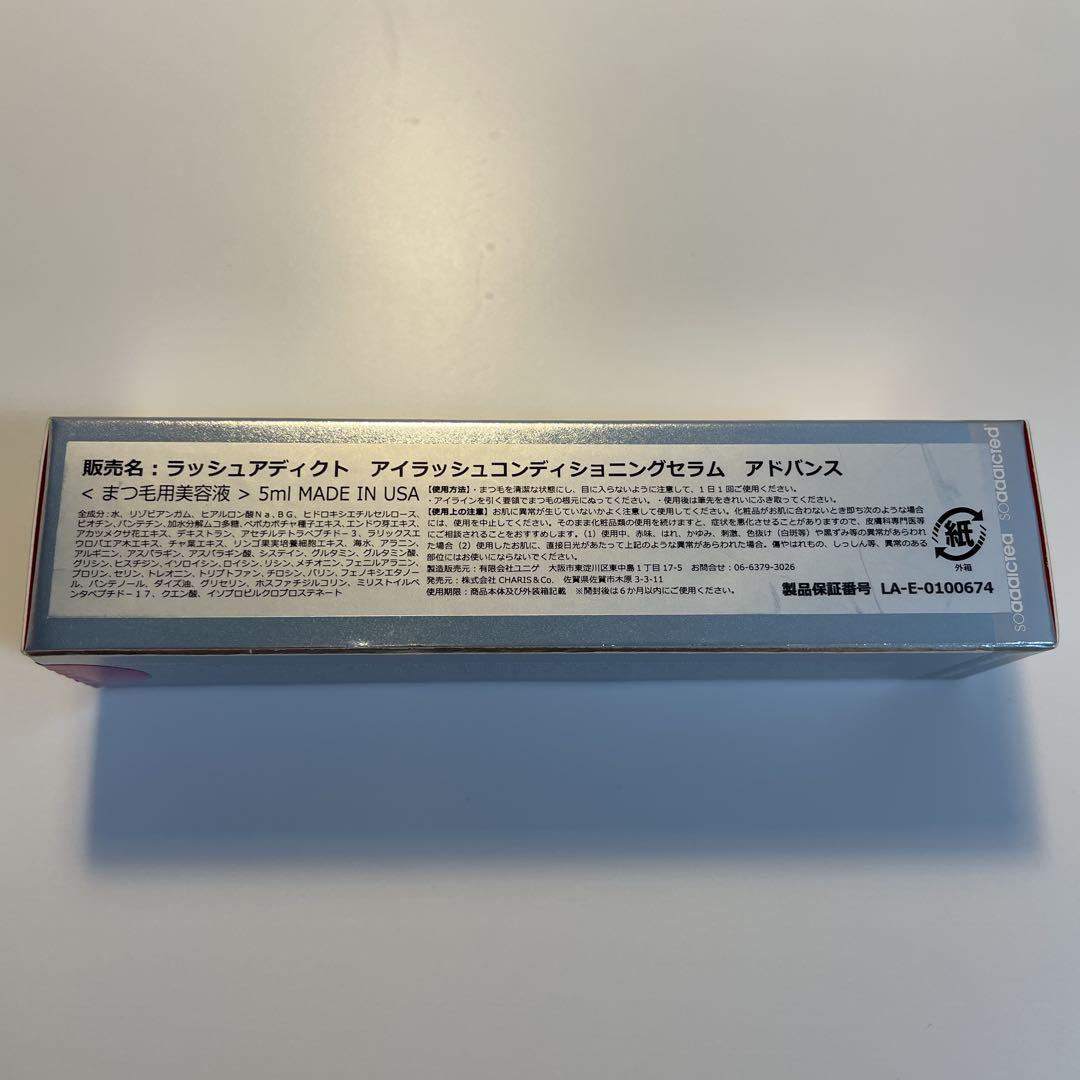 販売名：ラッシュアディクト　アイラッシュコンディショニングセラム　アドバンス
< まつ毛用美容液 > 5ml MADE IN USA
全成分：水、リゾビアンガム、ヒアルロン酸Na、BG、ヒドロキシエチルセルロース、
ビオチン、パンテチン、加水分解ムコ多糖、ペポカボチャ種子エキス、エンドウ芽エキス、
アカツメクサ花エキス、デキストラン、アセチルテトラペプチド－3、ラリックスエ
ウロパエア木エキス、チャ葉エキス、リンゴ果実培養細胞エキス、海水、アラニン、
アルギニン、アスパラギン、アスパラギン酸、システイン、グルタミン、グルタミン酸、
グリシン、ヒスチジン、イソロイシン、ロイシン、リシン、メチオニン、フェニルアラニン、
プロリン、セリン、トレオニン、トリプトファン、チロシン、バリン、フェノキシエタノー
ル、パンテノール、ダイズ油、グリセリン、ホスファチジルコリン、ミリストイルペ
ンタペプチド－17、クエン酸、イソプロピルクロプロステネート
【使用方法】・まつ毛を清潔な状態にし、目に入らないように注意して、1日1回ご使用ください。
・アイラインを引く要領でまつ毛の根元にぬってください。・使用後は筆先をきれいにふき取ってください。
【使用上の注意】お肌に異常が生じていないかよく注意して使用してください。化粧品がお肌に合わないとき即ち次のような場合
には、使用を中止してください。そのまま化粧品類の使用を続けますと、症状を悪化させることがありますので、皮膚科専門医等
にご相談されることをおすすめします。（1）使用中、赤味、はれ、かゆみ、刺激、色抜け（白斑等）や黒ずみ等の異常があらわれ
た場合（2）使用したお肌に、直接日光があたって上記のような異常があらわれた場合。傷やはれもの、しっしん等、異常のある
部位にはお使いにならないでください。
製造販売元：有限会社ユニゲ　大阪市東淀川区東中島1丁目17-5　お問合せ：06-6379-3026
発売元：株式会社 CHARIS＆Co.　佐賀県佐賀市木原 3-3-11
使用期限：商品本体及び外装箱記載　※開封後は6か月以内にご使用ください。
製品保証番号 LA-E-0100674
紙
外箱
soaddicted soaddicted